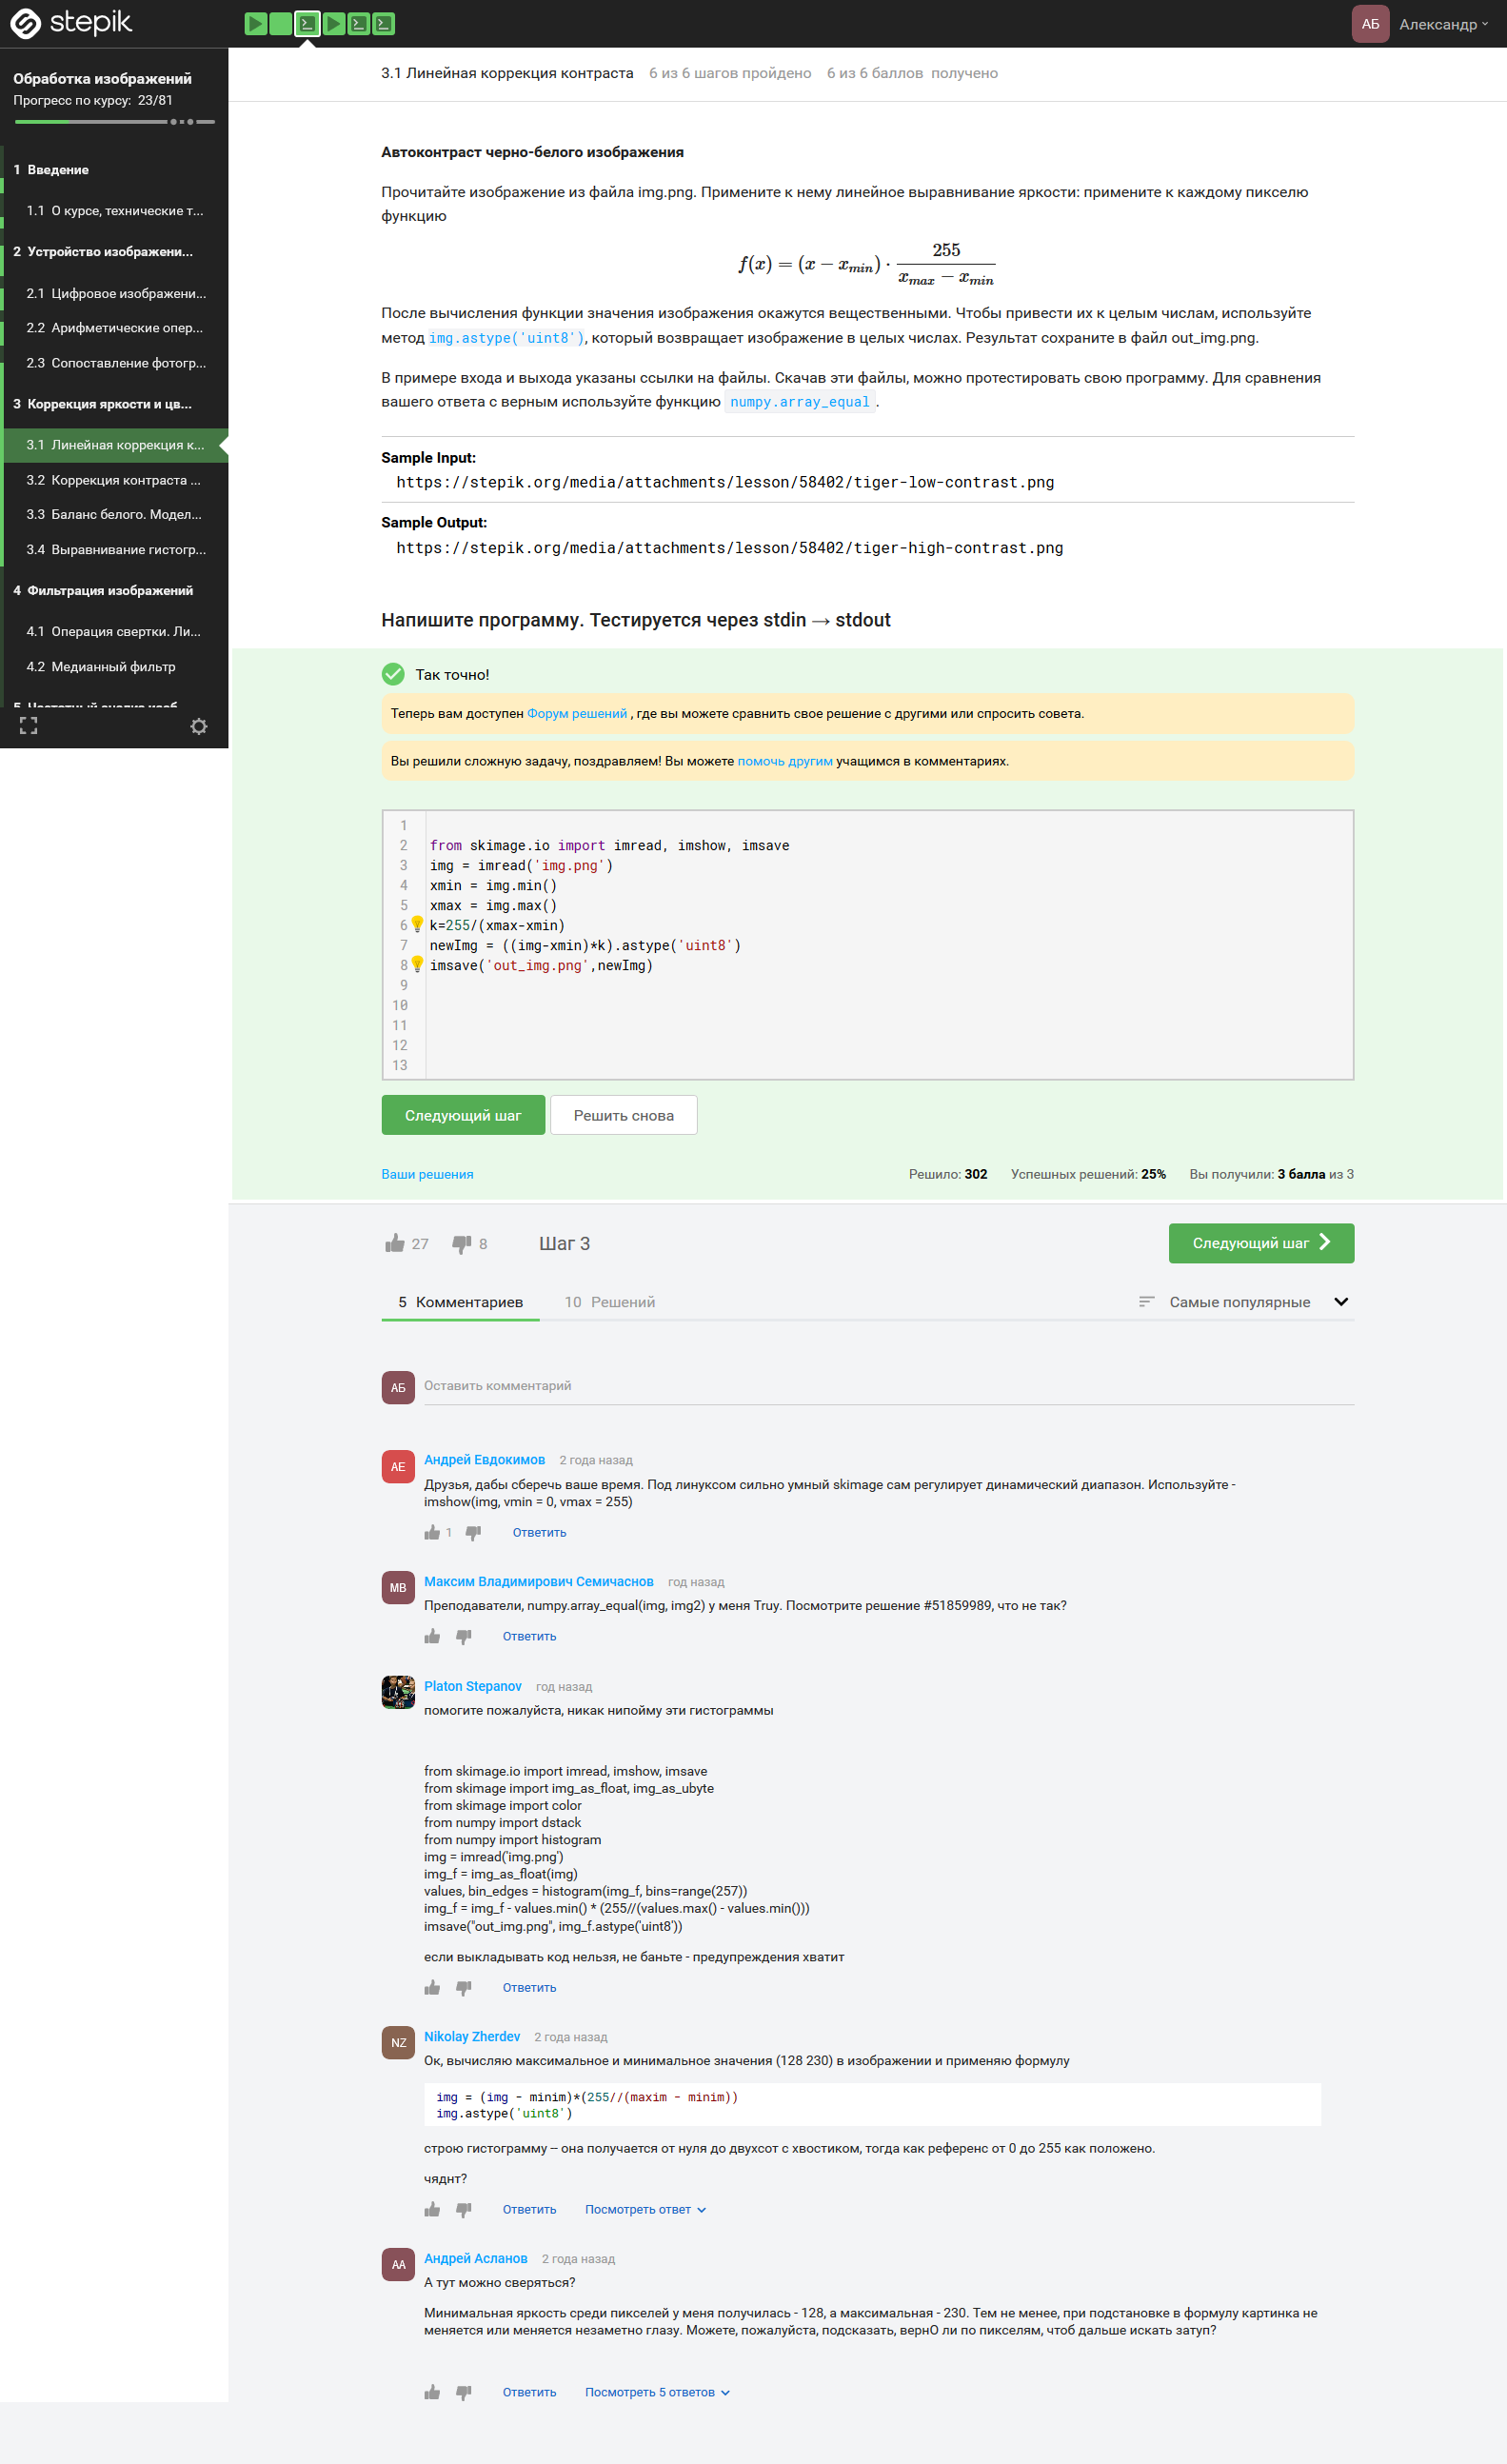 stepik
АБ Александр
Обработка изображений
Прогресс по курсу: 23/81
1 Введение
1.1 О курсе, технические т...
2 Устройство изображени...
2.1 Цифровое изображени...
2.2 Арифметические опер...
2.3 Сопоставление фотогр...
3 Коррекция яркости и цв...
3.1 Линейная коррекция к...
3.2 Коррекция контраста ...
3.3 Баланс белого. Модел...
3.4 Выравнивание гистогр...
4 Фильтрация изображений
4.1 Операция свертки. Ли...
4.2 Медианный фильтр
3.1 Линейная коррекция контраста 6 из 6 шагов пройдено 6 из 6 баллов получено
Автоконтраст черно-белого изображения
Прочитайте изображение из файла img.png. Примените к нему линейное выравнивание яркости: примените к каждому пикселю
функцию
f(x) = (x − x_min) · 255 / (x_max − x_min)
После вычисления функции значения изображения окажутся вещественными. Чтобы привести их к целым числам, используйте
метод img.astype('uint8'), который возвращает изображение в целых числах. Результат сохраните в файл out_img.png.
В примере входа и выхода указаны ссылки на файлы. Скачав эти файлы, можно протестировать свою программу. Для сравнения
вашего ответа с верным используйте функцию numpy.array_equal.
Sample Input:
https://stepik.org/media/attachments/lesson/58402/tiger-low-contrast.png
Sample Output:
https://stepik.org/media/attachments/lesson/58402/tiger-high-contrast.png
Напишите программу. Тестируется через stdin → stdout
Так точно!
Теперь вам доступен Форум решений , где вы можете сравнить свое решение с другими или спросить совета.
Вы решили сложную задачу, поздравляем! Вы можете помочь другим учащимся в комментариях.
1
2 from skimage.io import imread, imshow, imsave
3 img = imread('img.png')
4 xmin = img.min()
5 xmax = img.max()
6 k=255/(xmax-xmin)
7 newImg = ((img-xmin)*k).astype('uint8')
8 imsave('out_img.png',newImg)
9
10
11
12
13
Следующий шаг Решить снова
Ваши решения Решило: 302 Успешных решений: 25% Вы получили: 3 балла из 3
27 8 Шаг 3 Следующий шаг
5 Комментариев 10 Решений Самые популярные
АБ Оставить комментарий
АЕ Андрей Евдокимов 2 года назад
Друзья, дабы сберечь ваше время. Под линуксом сильно умный skimage сам регулирует динамический диапазон. Используйте -
imshow(img, vmin = 0, vmax = 255)
1 Ответить
МВ Максим Владимирович Семичаснов год назад
Преподаватели, numpy.array_equal(img, img2) у меня Truy. Посмотрите решение #51859989, что не так?
Ответить
Platon Stepanov год назад
помогите пожалуйста, никак нипойму эти гистограммы
from skimage.io import imread, imshow, imsave
from skimage import img_as_float, img_as_ubyte
from skimage import color
from numpy import dstack
from numpy import histogram
img = imread('img.png')
img_f = img_as_float(img)
values, bin_edges = histogram(img_f, bins=range(257))
img_f = img_f - values.min() * (255//(values.max() - values.min()))
imsave("out_img.png", img_f.astype('uint8'))
если выкладывать код нельзя, не баньте - предупреждения хватит
Ответить
NZ Nikolay Zherdev 2 года назад
Ок, вычисляю максимальное и минимальное значения (128 230) в изображении и применяю формулу
img = (img - minim)*(255//(maxim - minim))
img.astype('uint8')
строю гистограмму -- она получается от нуля до двухсот с хвостиком, тогда как референс от 0 до 255 как положено.
чяднт?
Ответить Посмотреть ответ
АА Андрей Асланов 2 года назад
А тут можно сверяться?
Минимальная яркость среди пикселей у меня получилась - 128, а максимальная - 230. Тем не менее, при подстановке в формулу картинка не
меняется или меняется незаметно глазу. Можете, пожалуйста, подсказать, вернО ли по пикселям, чтоб дальше искать затуп?
Ответить Посмотреть 5 ответов